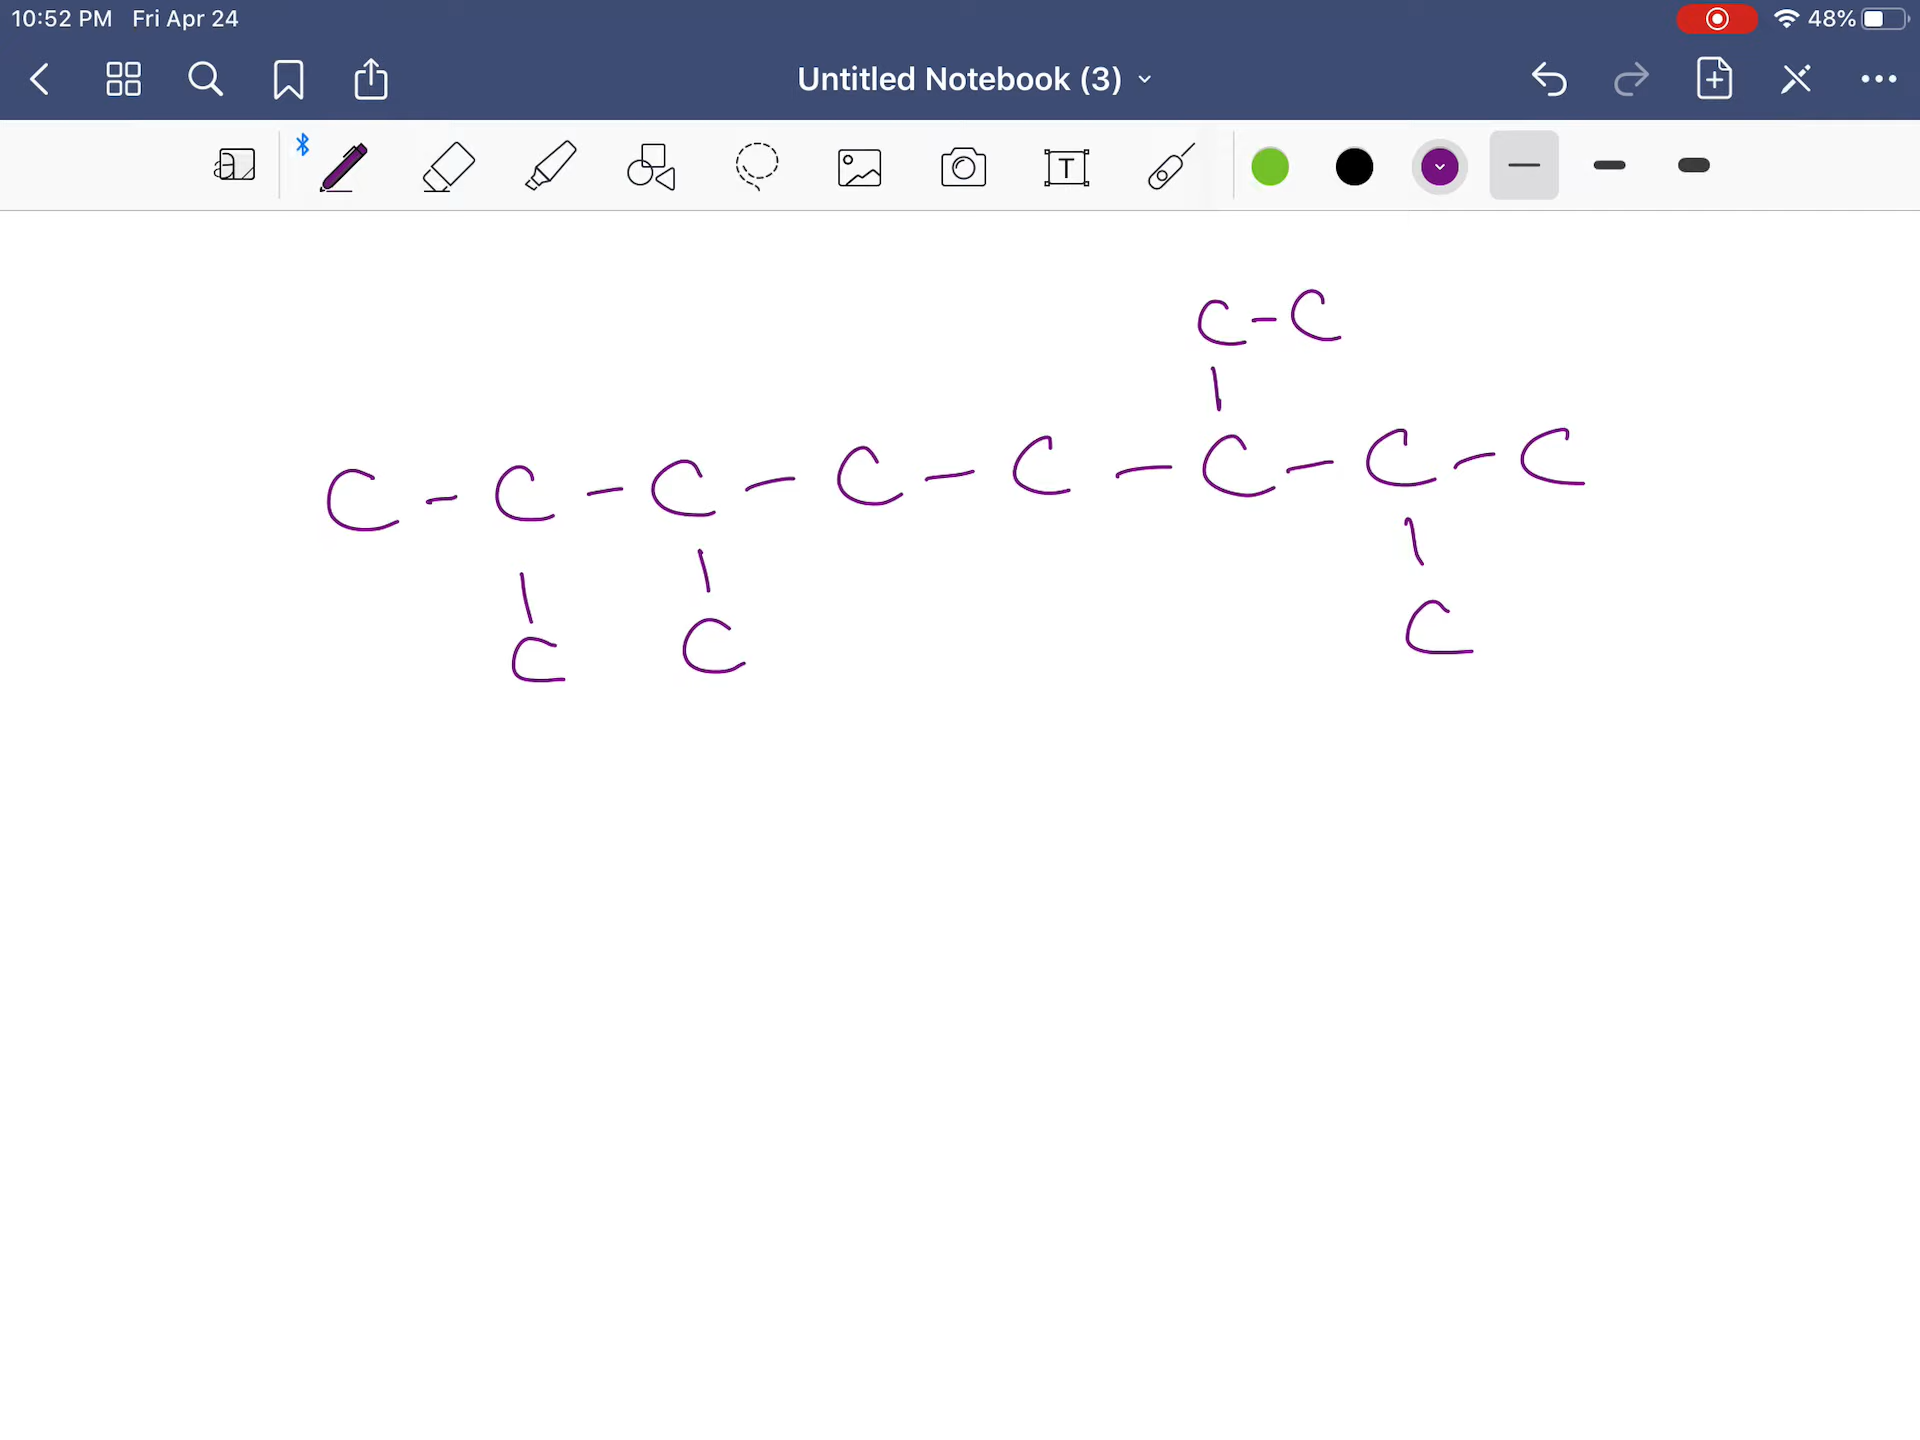 10:52 PM Fri Apr 24
48%
Untitled Notebook (3)
a
T
C-C
C-C-C-C-C-C-C-C
C C C